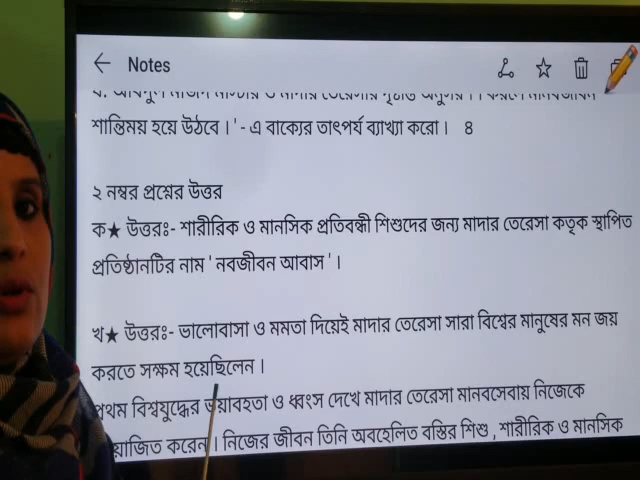 Notes
শান্তিময় হয়ে উঠবে।' - এ বাক্যের তাৎপর্য ব্যাখ্যা করো। ৪
২ নম্বর প্রশ্নের উত্তর
ক★ উত্তরঃ- শারীরিক ও মানসিক প্রতিবন্ধী শিশুদের জন্য মাদার তেরেসা কতৃক স্থাপিত
প্রতিষ্ঠানটির নাম ' নবজীবন আবাস '।
খ★ উত্তরঃ- ভালোবাসা ও মমতা দিয়েই মাদার তেরেসা সারা বিশ্বের মানুষের মন জয়
করতে সক্ষম হয়েছিলেন।
প্রথম বিশ্বযুদ্ধের ভয়াবহতা ও ধ্বংস দেখে মাদার তেরেসা মানবসেবায় নিজেকে
য়োজিত করেন। নিজের জীবন তিনি অবহেলিত বস্তির শিশু , শারীরিক ও মানসিক